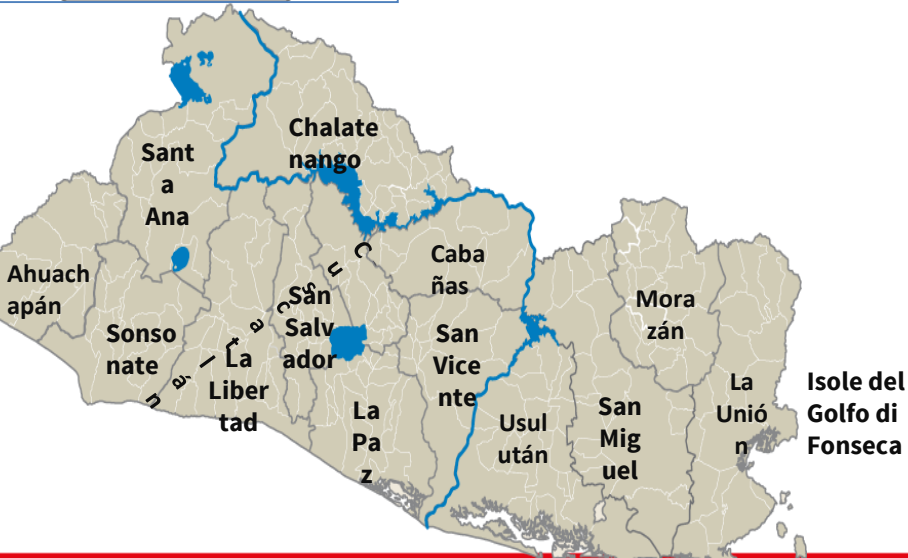 Chalate
nango
Sant
a
Ana
Ahuach
apán
Sonso
nate
La
Liber
tad
San
Salv
ador
Cuscatlán
La
Pa
z
Caba
ñas
San
Vice
nte
Usul
után
San
Mig
uel
Mora
zán
La
Unió
n
Isole del
Golfo di
Fonseca